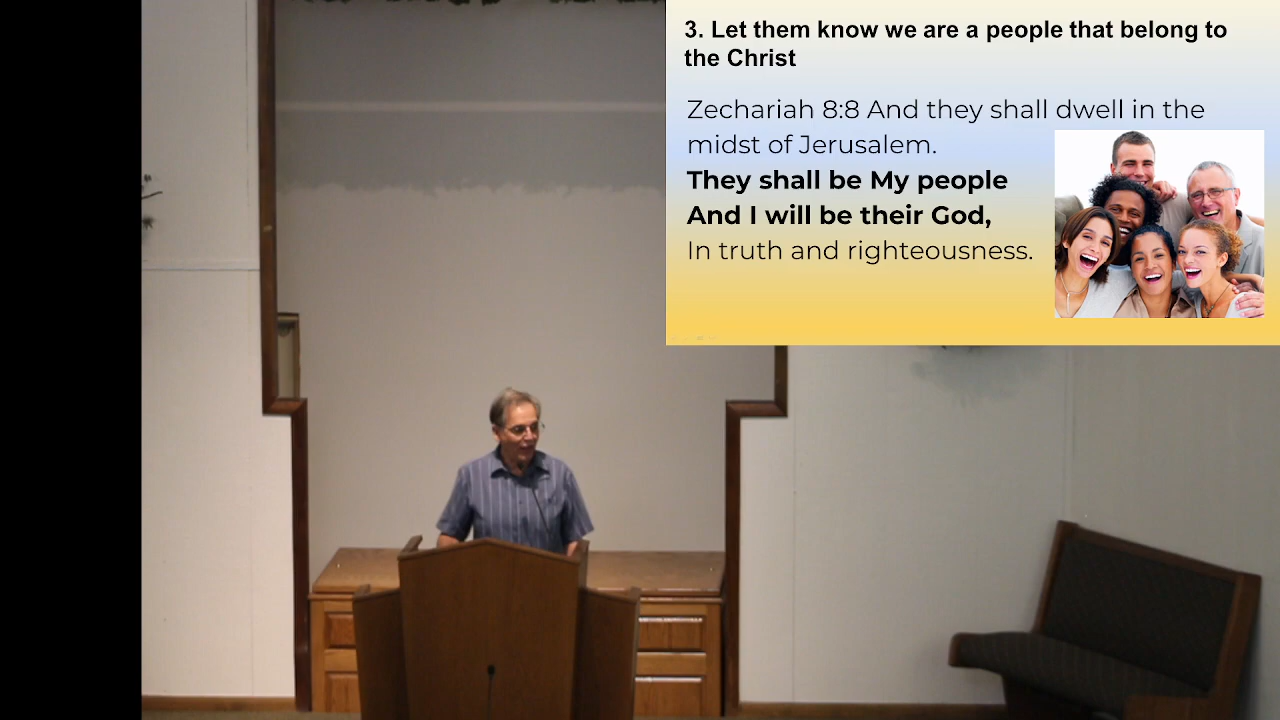 3. Let them know we are a people that belong to
the Christ
Zechariah 8:8 And they shall dwell in the
midst of Jerusalem.
They shall be My people
And I will be their God,
In truth and righteousness.